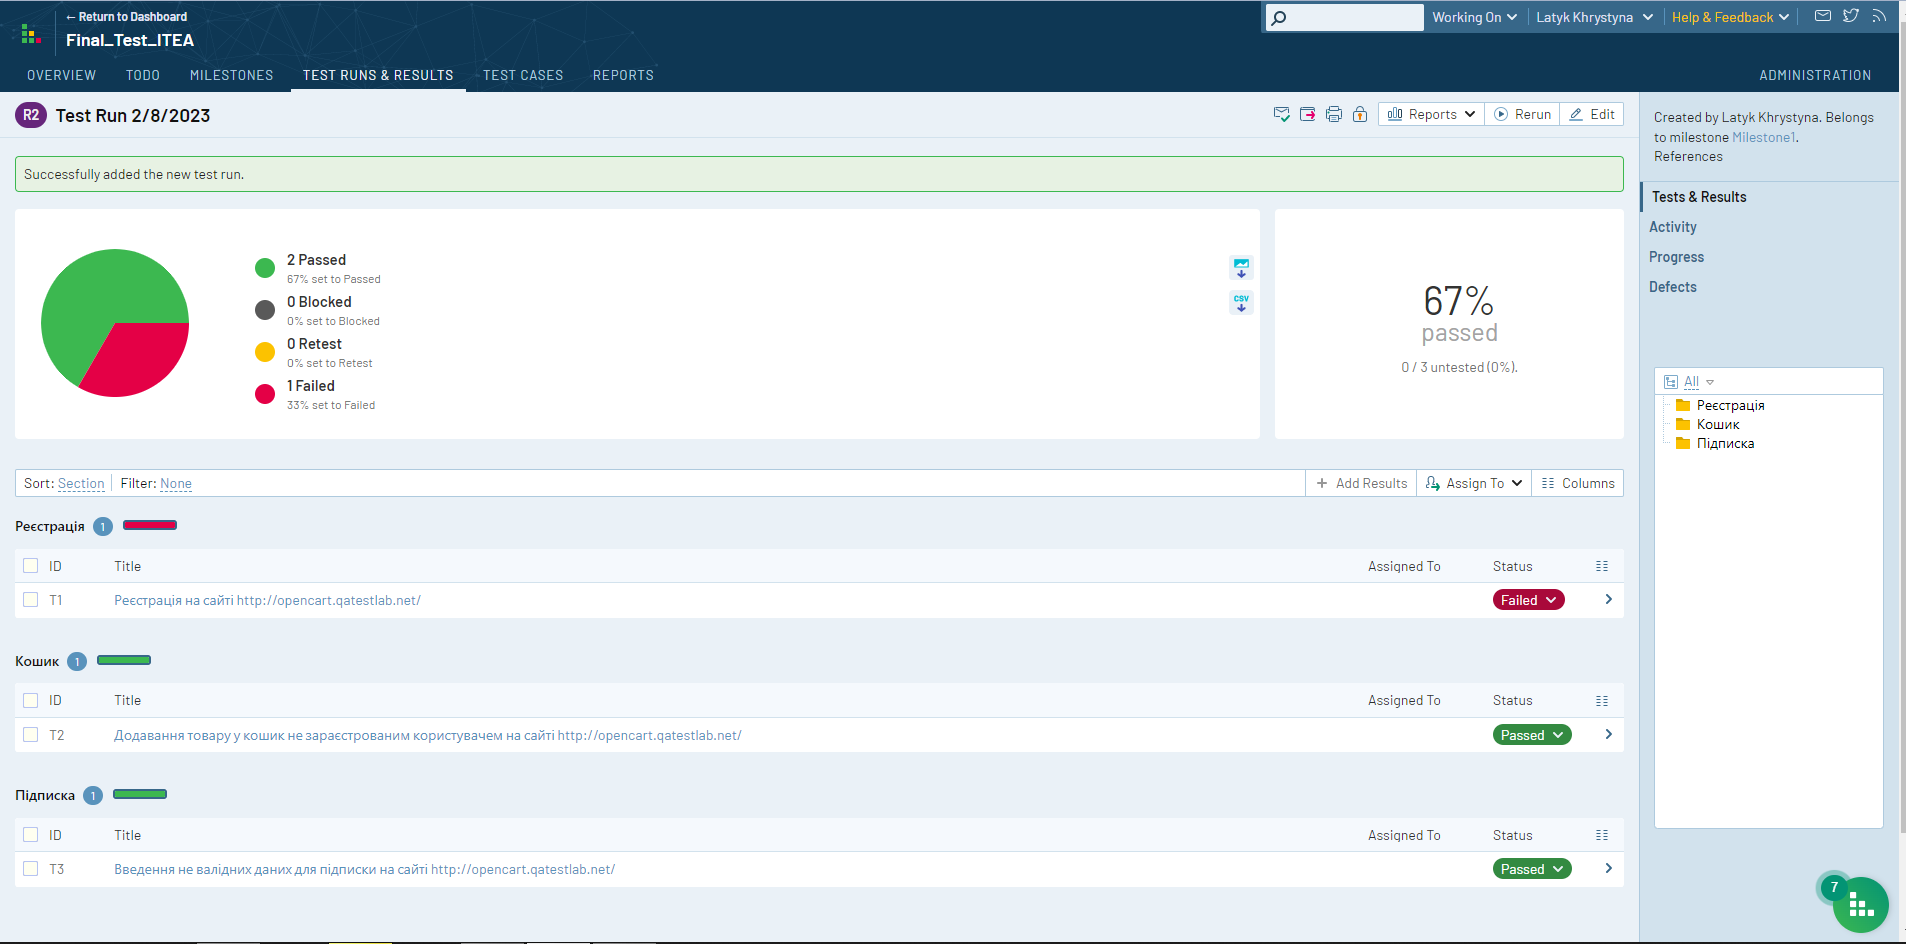 ← Return to Dashboard
Final_Test_ITEA
Working On
Latyk Khrystyna
Help & Feedback
OVERVIEW
TODO
MILESTONES
TEST RUNS & RESULTS
TEST CASES
REPORTS
ADMINISTRATION
R2 Test Run 2/8/2023
Reports
Rerun
Edit
Created by Latyk Khrystyna. Belongs
to milestone Milestone1.
References
Successfully added the new test run.
Tests & Results
Activity
Progress
Defects
2 Passed
67% set to Passed
0 Blocked
0% set to Blocked
0 Retest
0% set to Retest
1 Failed
33% set to Failed
CSV
67%
passed
0 / 3 untested (0%).
All
Реєстрація
Кошик
Підписка
Sort: Section Filter: None
+ Add Results
Assign To
Columns
Реєстрація 1
ID Title Assigned To Status
T1 Реєстрація на сайті http://opencart.qatestlab.net/ Failed
Кошик 1
ID Title Assigned To Status
T2 Додавання товару у кошик не зараєстрованим користувачем на сайті http://opencart.qatestlab.net/ Passed
Підписка 1
ID Title Assigned To Status
T3 Введення не валідних даних для підписки на сайті http://opencart.qatestlab.net/ Passed
7